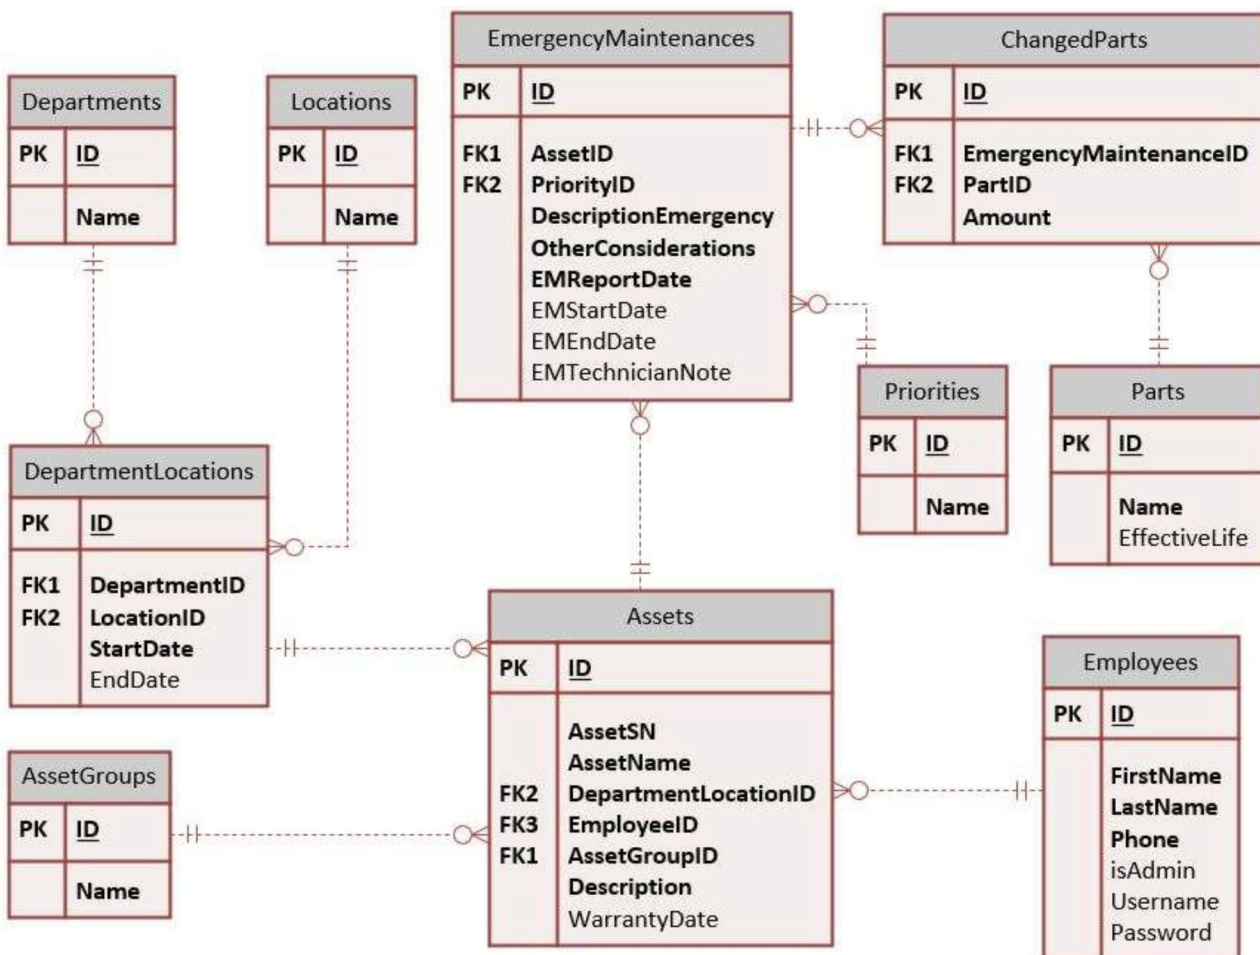 EmergencyMaintenances
PK ID
FK1 AssetID
FK2 PriorityID
DescriptionEmergency
OtherConsiderations
EMReportDate
EMStartDate
EMEndDate
EMTechnicianNote
ChangedParts
PK ID
FK1 EmergencyMaintenanceID
FK2 PartID
Amount
Departments
PK ID
Name
Locations
PK ID
Name
Priorities
PK ID
Name
Parts
PK ID
Name
EffectiveLife
DepartmentLocations
PK ID
FK1 DepartmentID
FK2 LocationID
StartDate
EndDate
Assets
PK ID
AssetSN
AssetName
FK2 DepartmentLocationID
FK3 EmployeeID
FK1 AssetGroupID
Description
WarrantyDate
Employees
PK ID
FirstName
LastName
Phone
isAdmin
Username
Password
AssetGroups
PK ID
Name